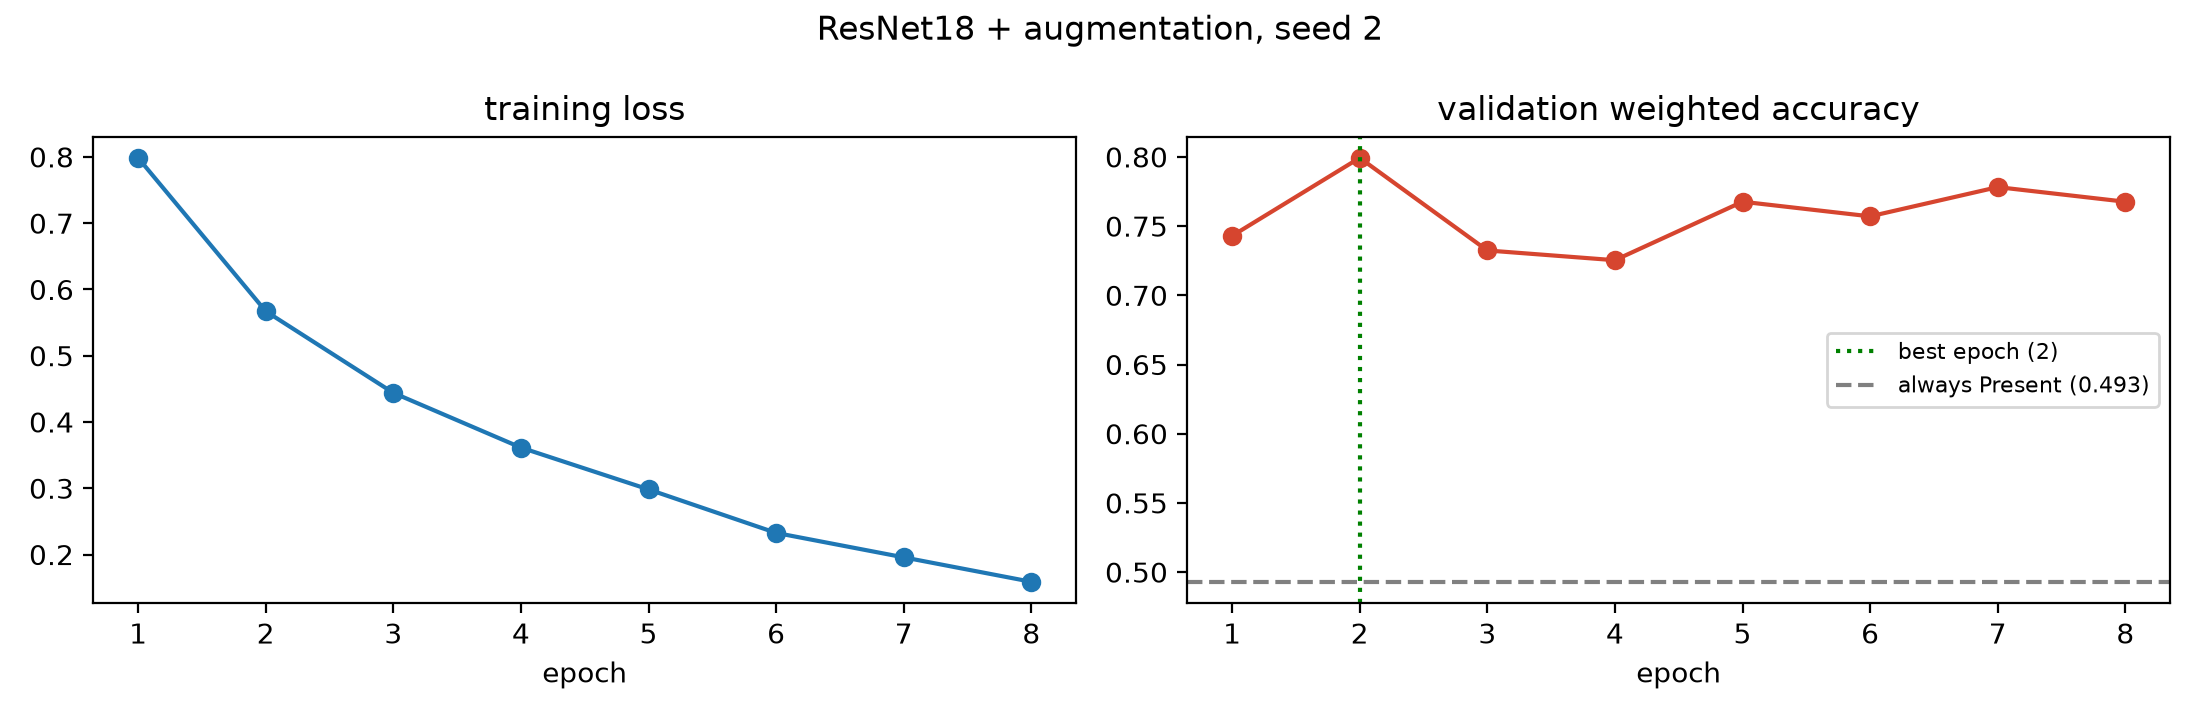 ResNet18 + augmentation, seed 2
training loss
0.8
0.7
0.6
0.5
0.4
0.3
0.2
1 2 3 4 5 6 7 8
epoch
validation weighted accuracy
0.80
0.75
0.70
0.65
0.60
0.55
0.50
best epoch (2)
always Present (0.493)
1 2 3 4 5 6 7 8
epoch